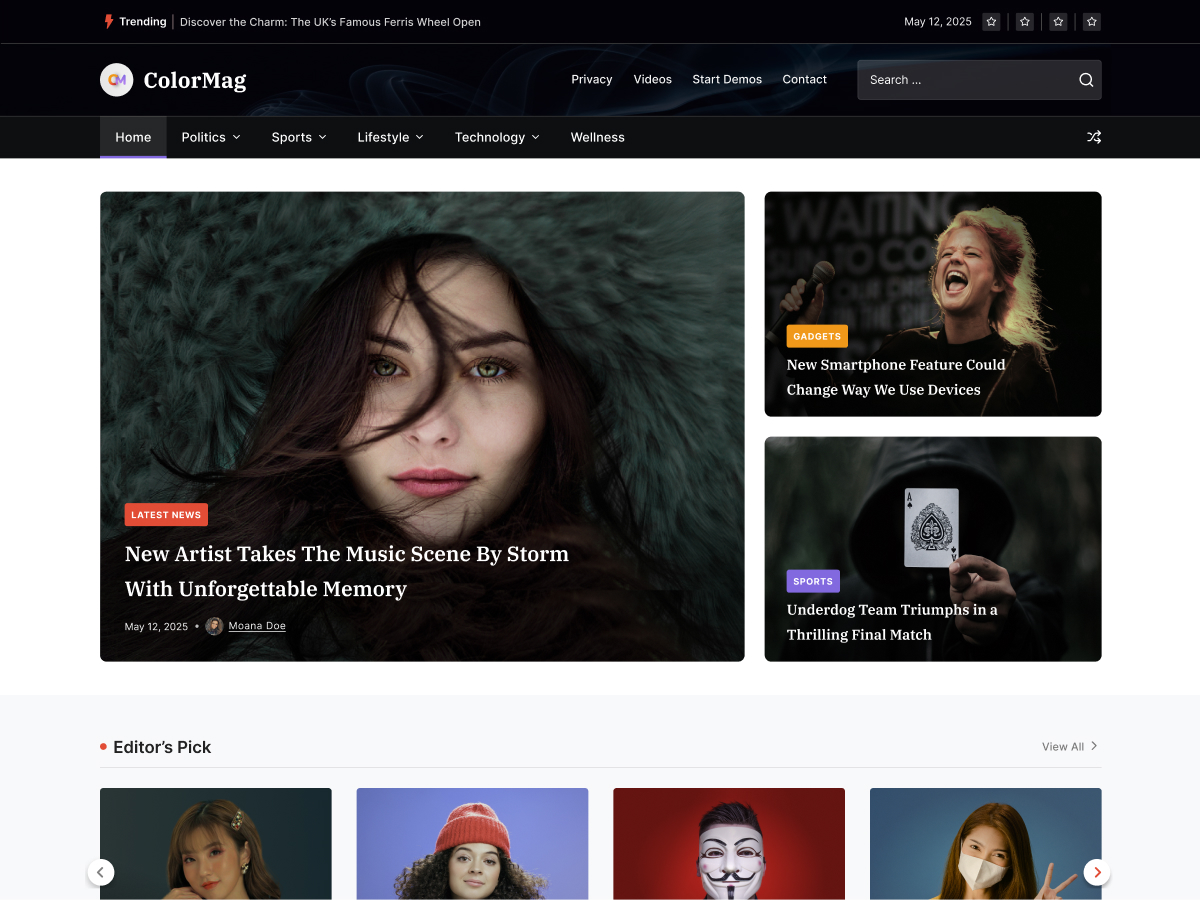 Trending
Discover the Charm: The UK's Famous Ferris Wheel Open
May 12, 2025
CM
ColorMag
Privacy
Videos
Start Demos
Contact
Search ...
Home
Politics
Sports
Lifestyle
Technology
Wellness
LATEST NEWS
New Artist Takes The Music Scene By Storm
With Unforgettable Memory
May 12, 2025 • Moana Doe
WAITING
GADGETS
New Smartphone Feature Could
Change Way We Use Devices
A
A
SPORTS
Underdog Team Triumphs in a
Thrilling Final Match
Editor's Pick
View All